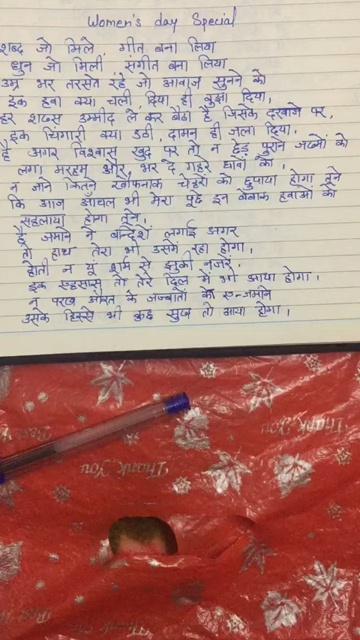 Women's day Special
शब्द जो मिले, गीत बना लिया
धुन जो मिली संगीत बना लिया
उम्र भर तरसते रहे जो आवाज़ सुनने को
इक हवा क्या चली, दिया ही बुझा दिया,
हर शख्स उम्मीद ले कर बैठा है जिसके दरवाजे पर,
इक चिंगारी क्या उठी, दामन ही जला दिया.
है अगर विश्वास खुद पर तो न छेड़ पुराने जख्मों को
लगा मरहम और, भर दे गहरे घावों को.
न जाने कितने खौफनाक चेहरों को छुपाया होगा तूने
कि आज आँचल भी मेरा पूछे इन बेबाक हवाओं को
सहलाया होगा तूने,
है जमाने ने बन्दिशें लगाई अगर
तो हाथ तेरा भी उसमें रहा होगा,
होती न यूं शर्म से झुकी नजरें.
इक एहसास तो तेरे दिल में भी आया होगा.
न परख औरत के जज्बातों को
उसके हिस्से भी कुछ सुख तो आया होगा.
Thank You
Thank You
Thank You